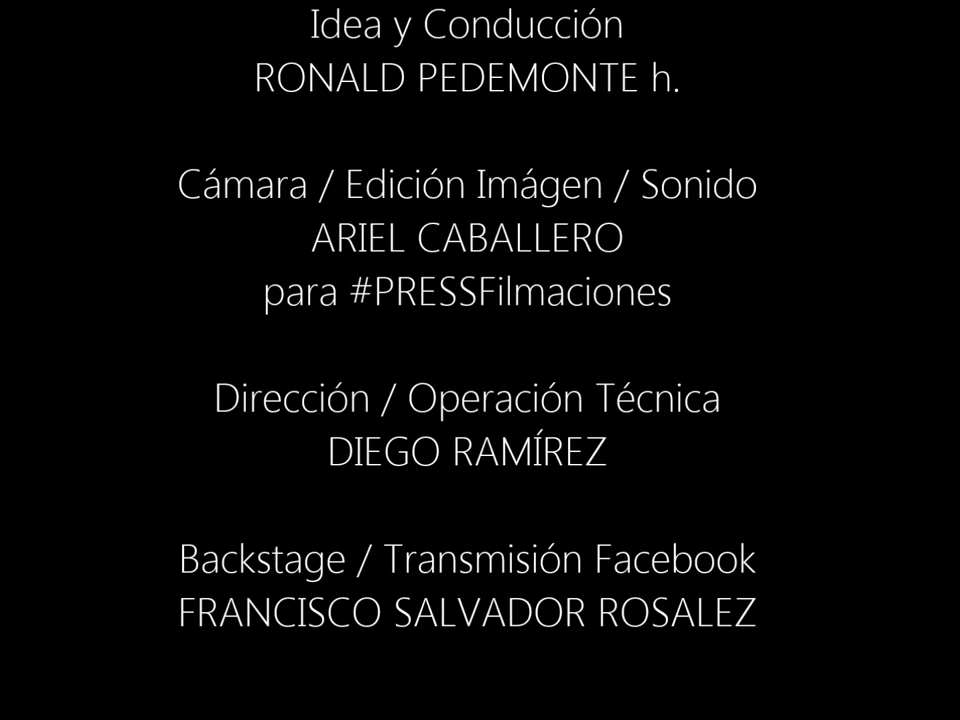 Idea y Conducción
RONALD PEDEMONTE h.
Cámara / Edición Imágen / Sonido
ARIEL CABALLERO
para #PRESSFilmaciones
Dirección / Operación Técnica
DIEGO RAMÍREZ
Backstage / Transmisión Facebook
FRANCISCO SALVADOR ROSALEZ